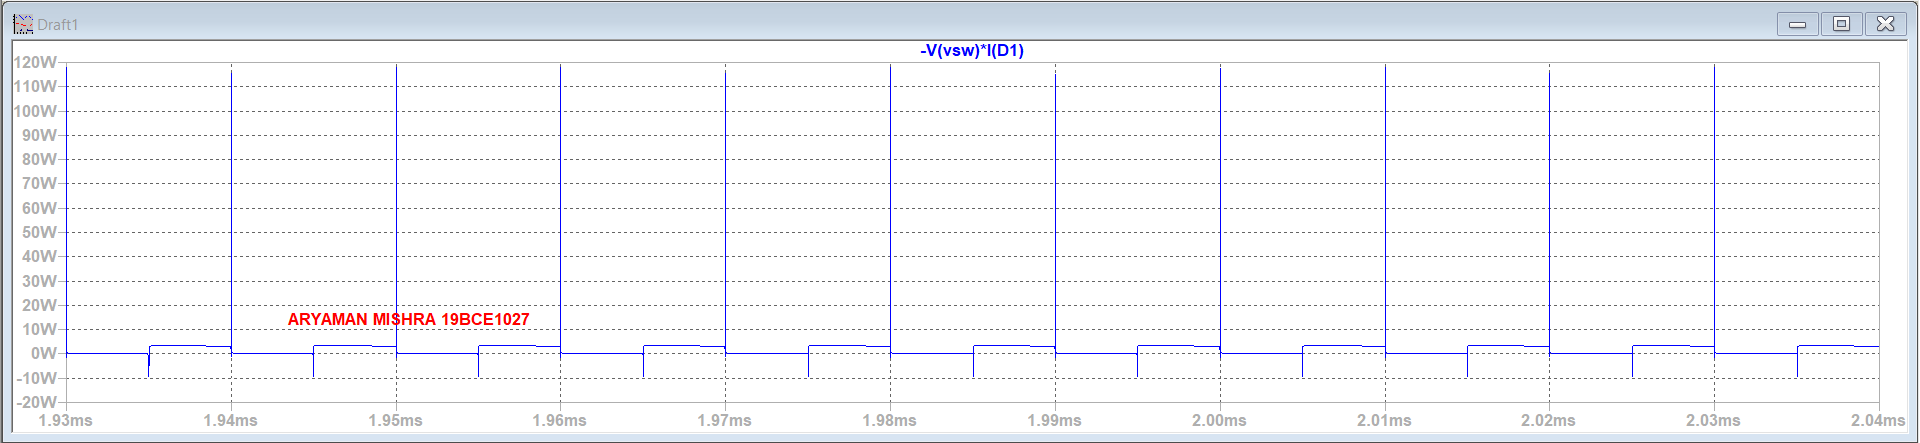 Draft1
-V(vsw)*I(D1)
120W
110W
100W
90W
80W
70W
60W
50W
40W
30W
20W
10W
0W
-10W
-20W
ARYAMAN MISHRA 19BCE1027
1.93ms 1.94ms 1.95ms 1.96ms 1.97ms 1.98ms 1.99ms 2.00ms 2.01ms 2.02ms 2.03ms 2.04ms